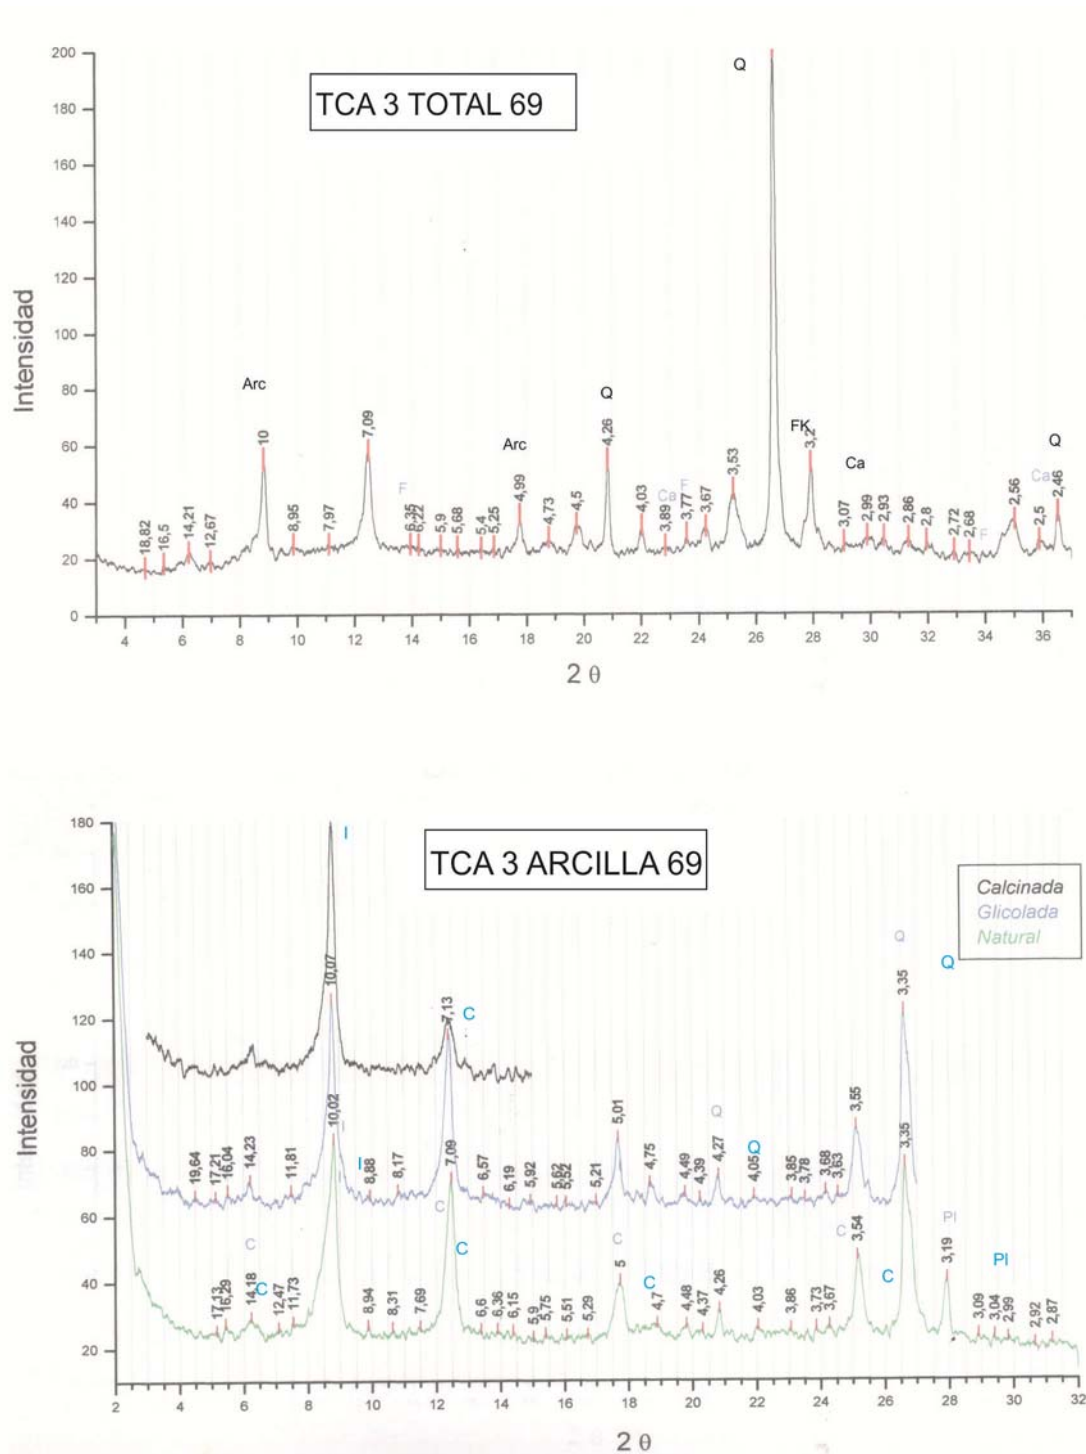 TCA 3 TOTAL 69
Intensidad
200
180
160
140
120
100
80
60
40
20
0
Arc
Arc
Q
Q
FK
Ca
Q
F
Ca
F
F
Ca
18,82
16,5
14,21
12,67
10
8,95
7,97
7,09
6,35
6,22
5,9
5,68
5,4
5,25
4,99
4,73
4,5
4,26
4,03
3,89
3,77
3,67
3,53
3,2
3,07
2,99
2,93
2,86
2,8
2,72
2,68
2,56
2,5
2,46
4 6 8 10 12 14 16 18 20 22 24 26 28 30 32 34 36
2 θ
TCA 3 ARCILLA 69
Calcinada
Glicolada
Natural
Intensidad
180
160
140
120
100
80
60
40
20
I
C
Q
Q
Q
Q
I
I
19,64
17,21
16,04
14,23
11,81
10,07
8,88
8,17
7,13
6,57
6,19
5,92
5,62
5,52
5,21
5,01
4,75
4,49
4,39
4,27
4,05
3,85
3,78
3,68
3,63
3,55
3,35
C
C
C
C
C
C
C
C
Pl
Pl
17,13
16,29
14,18
12,47
11,73
10,02
8,94
8,31
7,69
7,09
6,6
6,36
6,15
5,9
5,75
5,51
5,29
5
4,7
4,48
4,37
4,26
4,03
3,86
3,73
3,67
3,54
3,35
3,19
3,09
3,04
2,99
2,92
2,87
2 4 6 8 10 12 14 16 18 20 22 24 26 28 30 32
2 θ